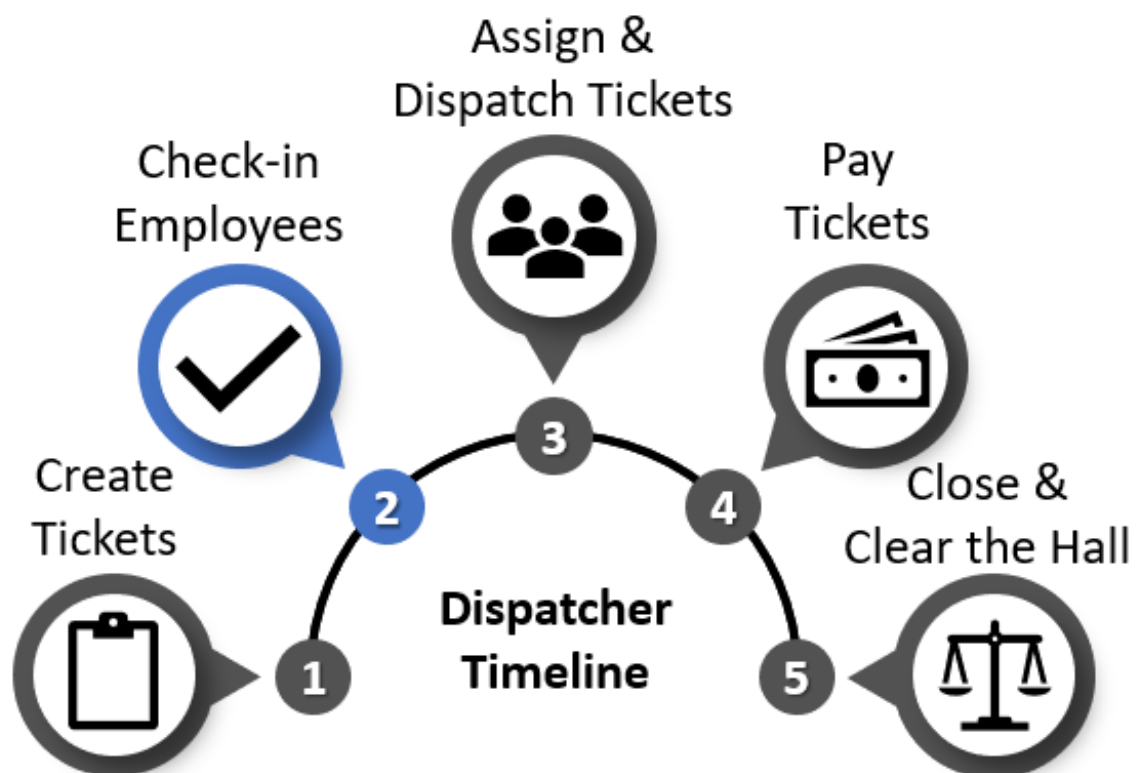 Create
Tickets
1
Check-in
Employees
2
Assign &
Dispatch Tickets
3
Pay
Tickets
4
Close &
Clear the Hall
5
Dispatcher
Timeline